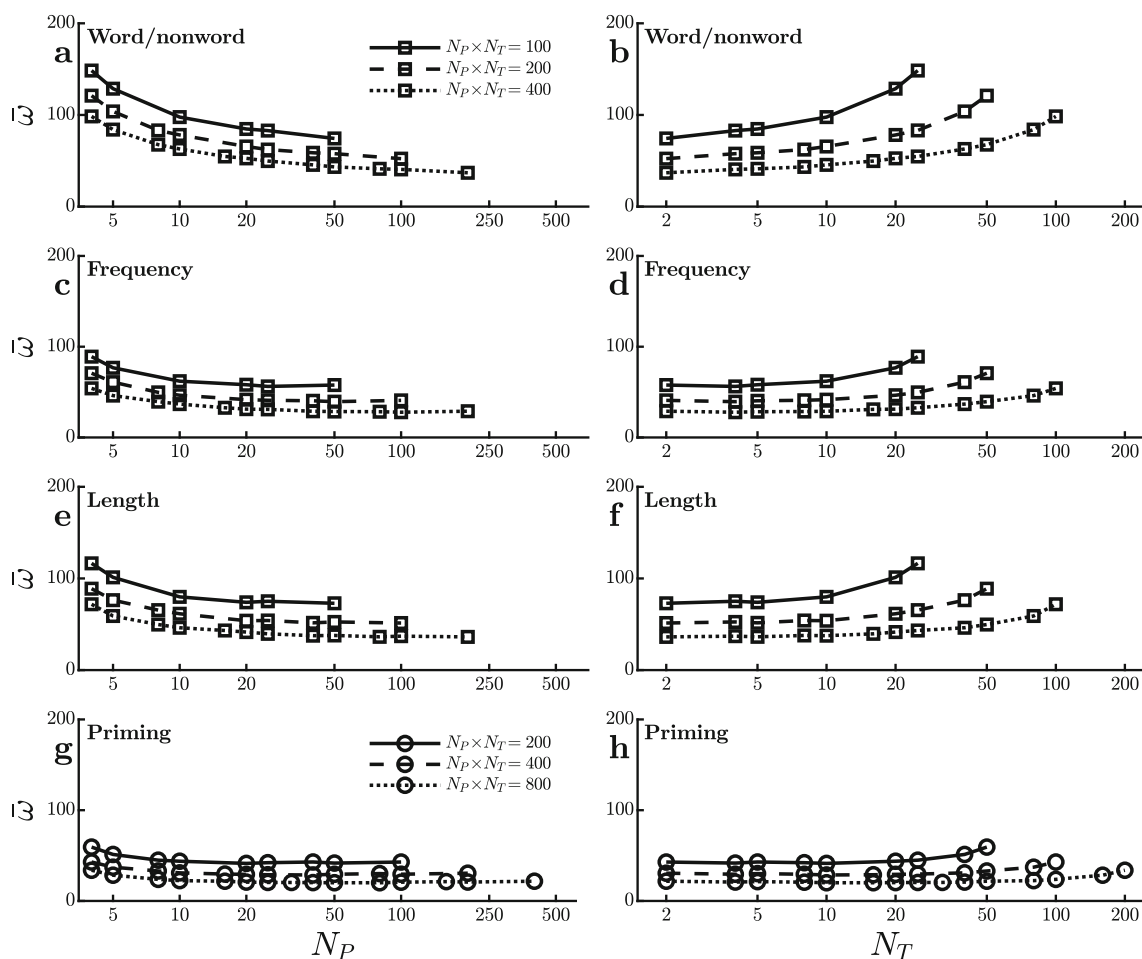 200
a Word/nonword
N_P×N_T = 100
N_P×N_T = 200
N_P×N_T = 400
ω̄ 100
0
5 10 20 50 100 250 500
200
b Word/nonword
100
0
2 5 10 20 50 100 200
200
c Frequency
ω̄ 100
0
5 10 20 50 100 250 500
200
d Frequency
100
0
2 5 10 20 50 100 200
200
e Length
ω̄ 100
0
5 10 20 50 100 250 500
200
f Length
100
0
2 5 10 20 50 100 200
200
g Priming
N_P×N_T = 200
N_P×N_T = 400
N_P×N_T = 800
ω̄ 100
0
5 10 20 50 100 250 500
N_P
200
h Priming
100
0
2 5 10 20 50 100 200
N_T